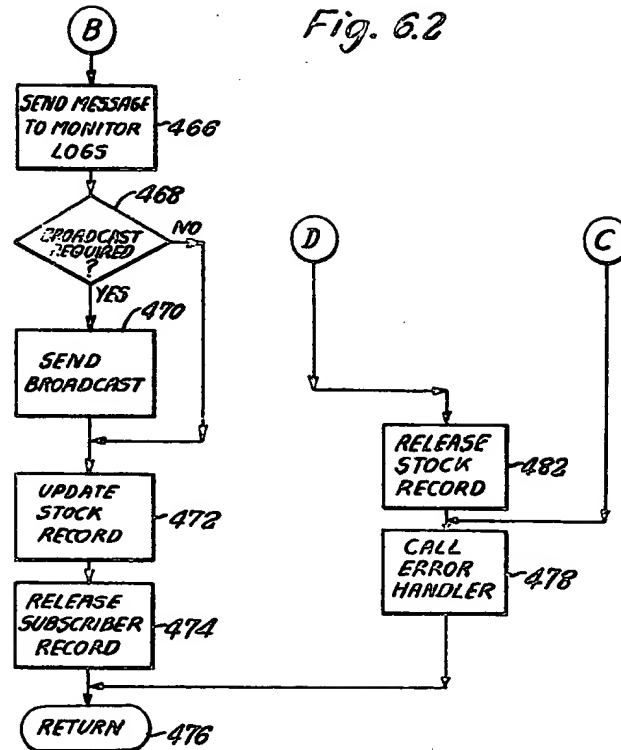 Fig. 6.2
B
SEND MESSAGE
TO MONITOR
LOGS
466
468
BROADCAST
REQUIRED
?
NO
YES
470
SEND
BROADCAST
D
C
UPDATE
STOCK
RECORD
472
RELEASE
STOCK
RECORD
482
RELEASE
SUBSCRIBER
RECORD
474
CALL
ERROR
HANDLER
478
RETURN
476